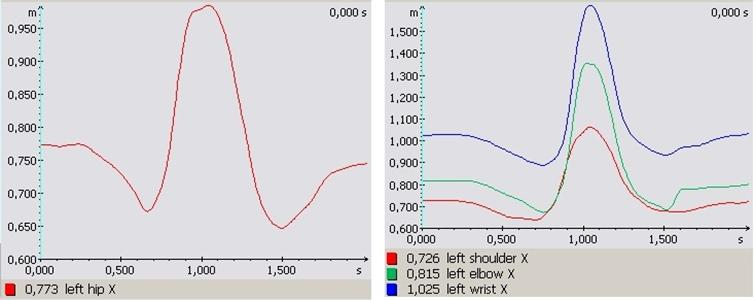 m
0,000 s
0,950
0,900
0,850
0,800
0,750
0,700
0,650
0,600
0,000 0,500 1,000 1,500 s
0,773 left hip X
m
0,000 s
1,500
1,400
1,300
1,200
1,100
1,000
0,900
0,800
0,700
0,600
0,000 0,500 1,000 1,500 s
0,726 left shoulder X
0,815 left elbow X
1,025 left wrist X